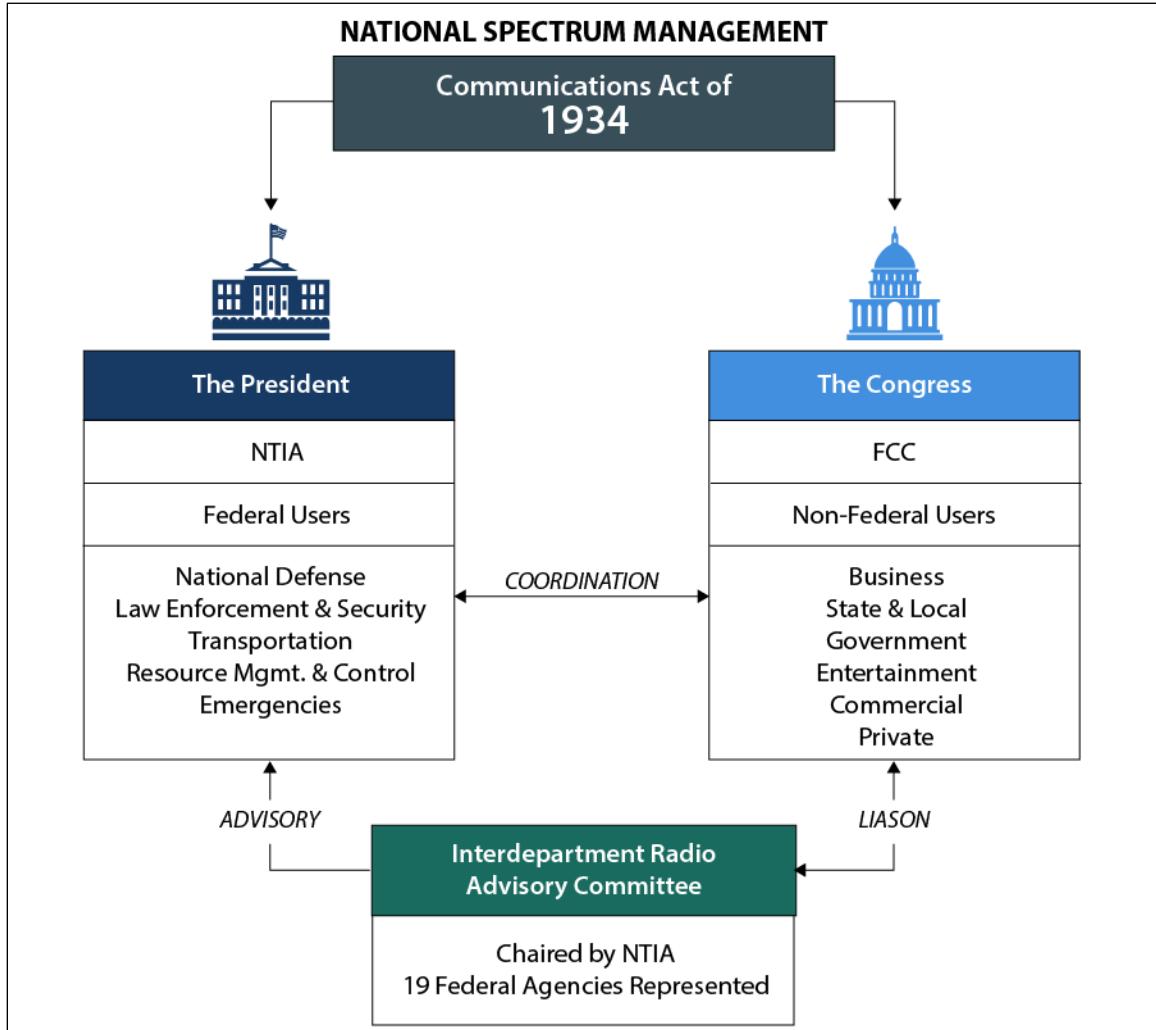 NATIONAL SPECTRUM MANAGEMENT
Communications Act of
1934
The President
NTIA
Federal Users
National Defense
Law Enforcement & Security
Transportation
Resource Mgmt. & Control
Emergencies
COORDINATION
The Congress
FCC
Non-Federal Users
Business
State & Local
Government
Entertainment
Commercial
Private
ADVISORY
LIASON
Interdepartment Radio
Advisory Committee
Chaired by NTIA
19 Federal Agencies Represented